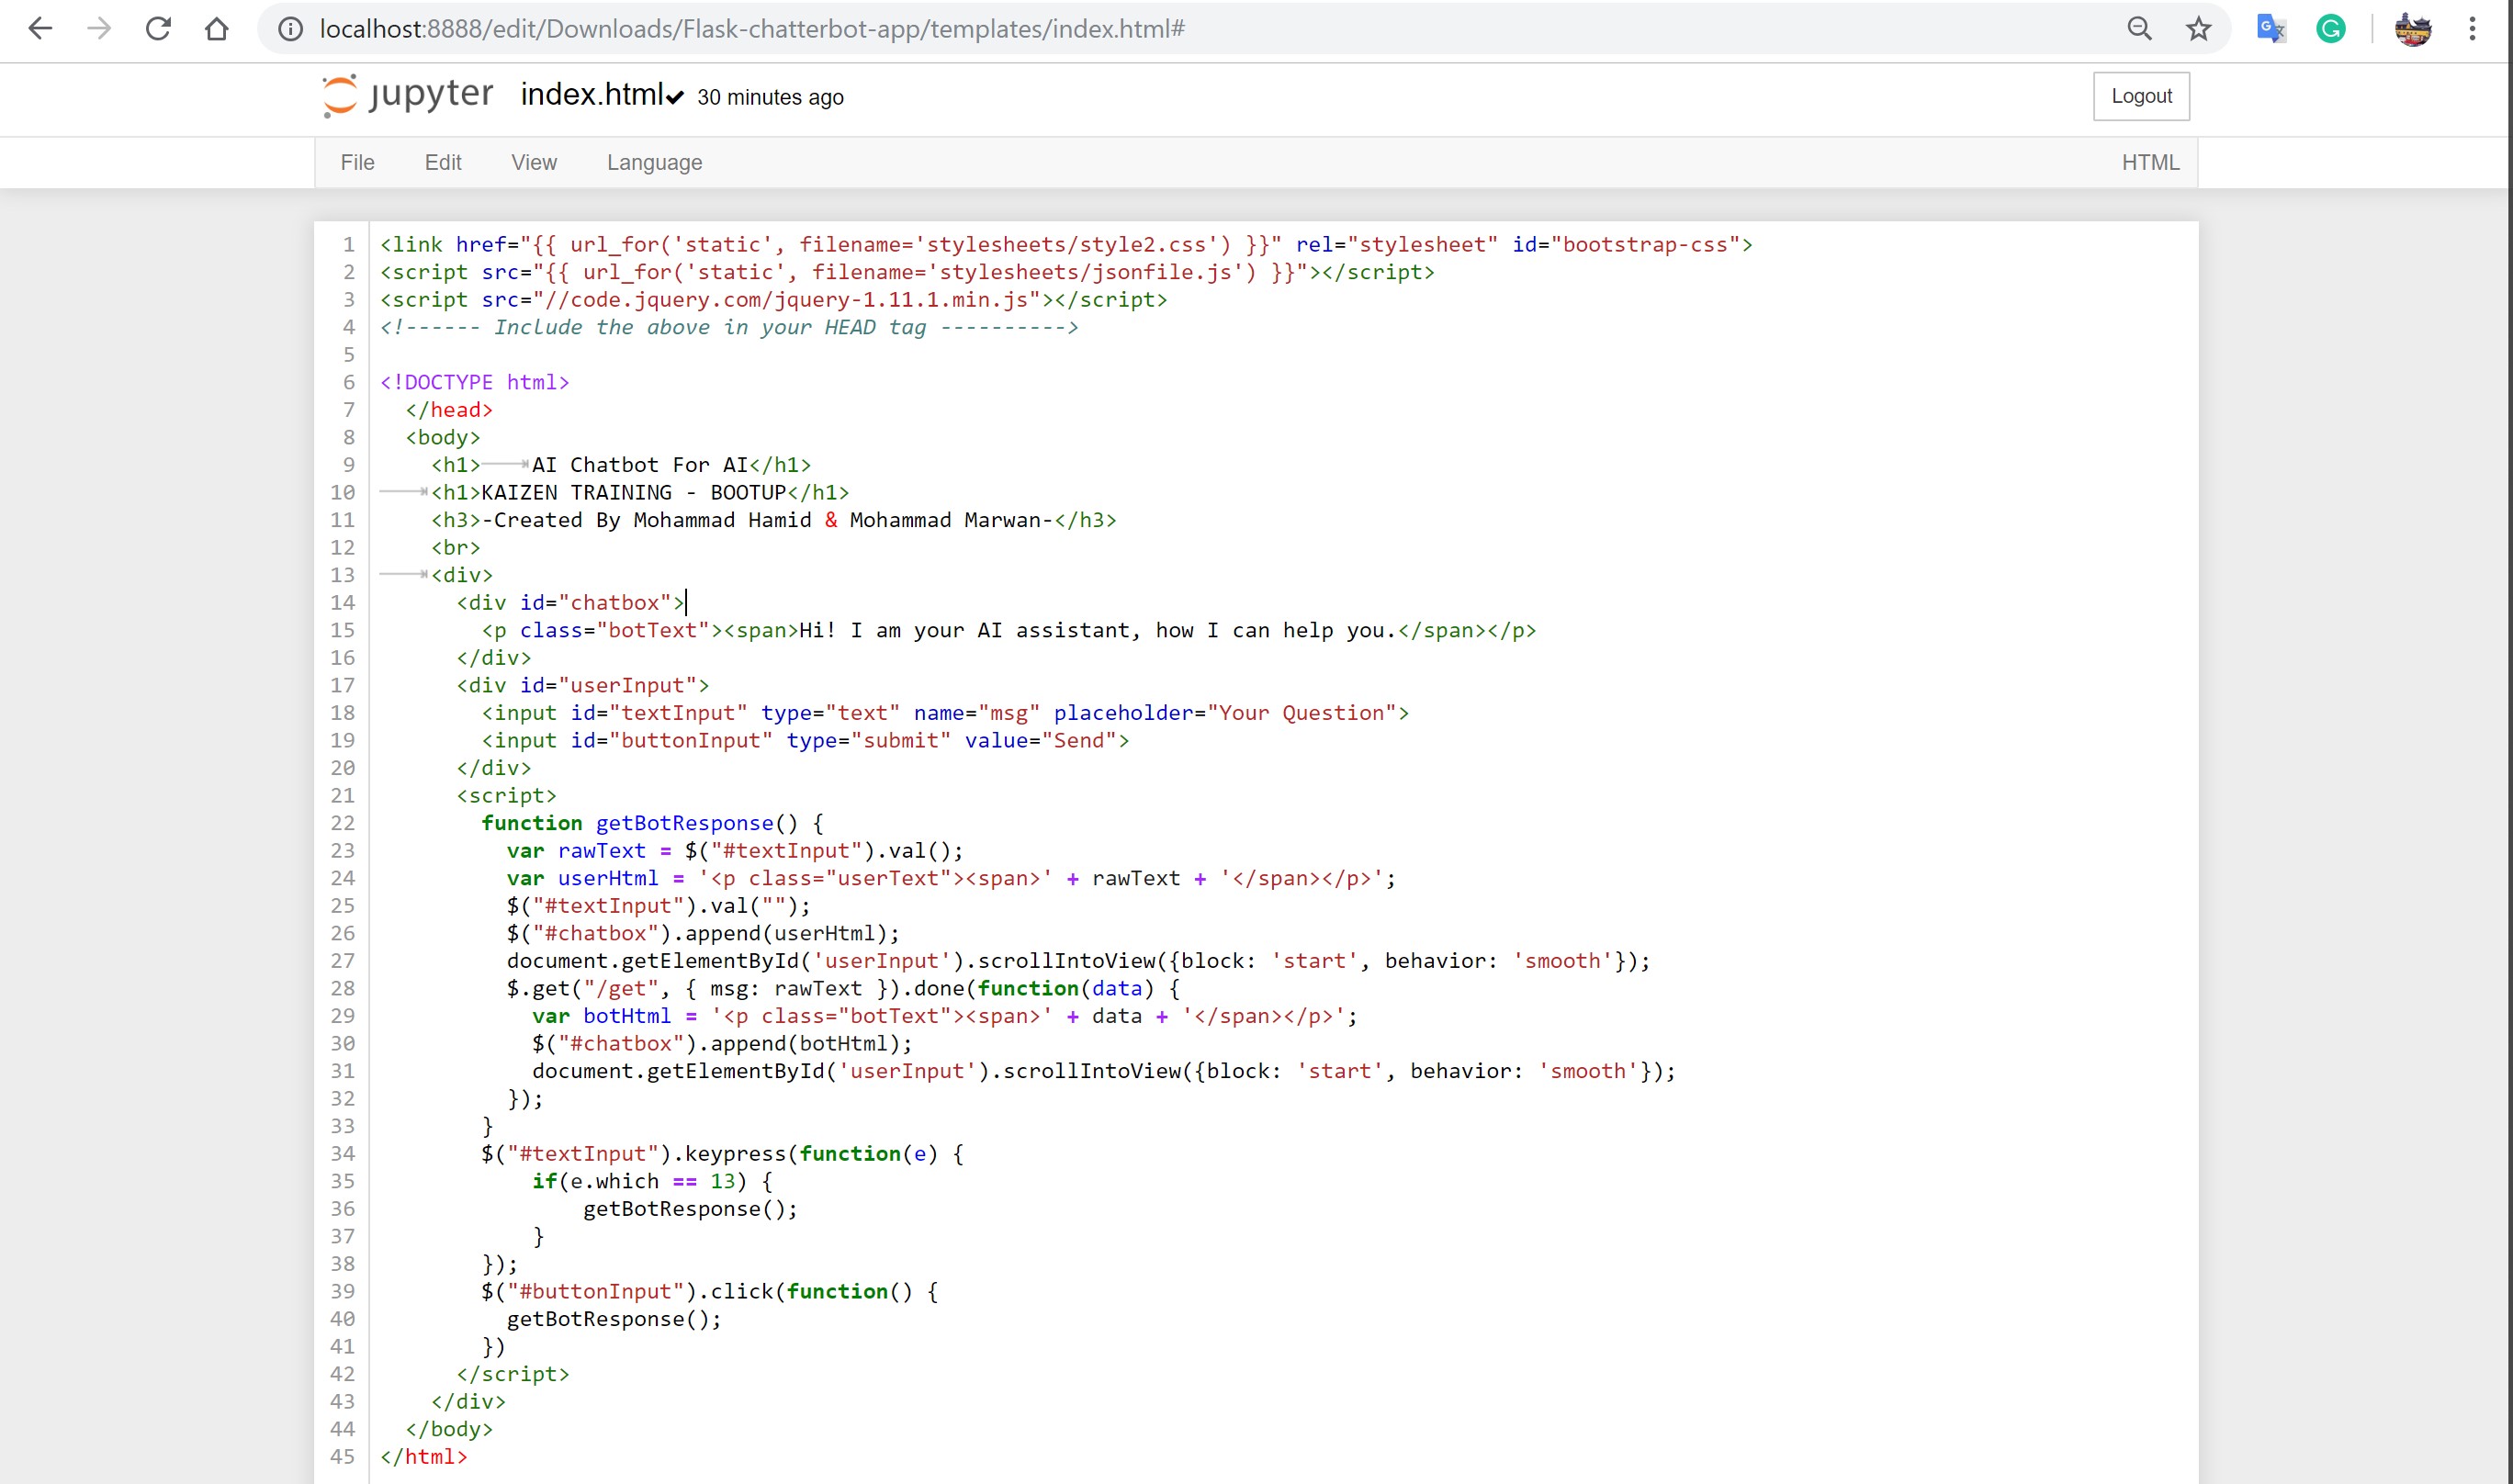 localhost:8888/edit/Downloads/Flask-chatterbot-app/templates/index.html#
jupyter index.html✔ 30 minutes ago Logout
File Edit View Language HTML
1 <link href="{{ url_for('static', filename='stylesheets/style2.css') }}" rel="stylesheet" id="bootstrap-css">
2 <script src="{{ url_for('static', filename='stylesheets/jsonfile.js') }}"></script>
3 <script src="//code.jquery.com/jquery-1.11.1.min.js"></script>
4 <!------ Include the above in your HEAD tag ---------->
5
6 <!DOCTYPE html>
7   </head>
8   <body>
9     <h1>	AI Chatbot For AI</h1>
10 	<h1>KAIZEN TRAINING - BOOTUP</h1>
11     <h3>-Created By Mohammad Hamid & Mohammad Marwan-</h3>
12     <br>
13 	<div>
14       <div id="chatbox">
15         <p class="botText"><span>Hi! I am your AI assistant, how I can help you.</span></p>
16       </div>
17       <div id="userInput">
18         <input id="textInput" type="text" name="msg" placeholder="Your Question">
19         <input id="buttonInput" type="submit" value="Send">
20       </div>
21       <script>
22         function getBotResponse() {
23           var rawText = $("#textInput").val();
24           var userHtml = '<p class="userText"><span>' + rawText + '</span></p>';
25           $("#textInput").val("");
26           $("#chatbox").append(userHtml);
27           document.getElementById('userInput').scrollIntoView({block: 'start', behavior: 'smooth'});
28           $.get("/get", { msg: rawText }).done(function(data) {
29             var botHtml = '<p class="botText"><span>' + data + '</span></p>';
30             $("#chatbox").append(botHtml);
31             document.getElementById('userInput').scrollIntoView({block: 'start', behavior: 'smooth'});
32           });
33         }
34         $("#textInput").keypress(function(e) {
35             if(e.which == 13) {
36                 getBotResponse();
37             }
38         });
39         $("#buttonInput").click(function() {
40           getBotResponse();
41         })
42       </script>
43     </div>
44   </body>
45 </html>